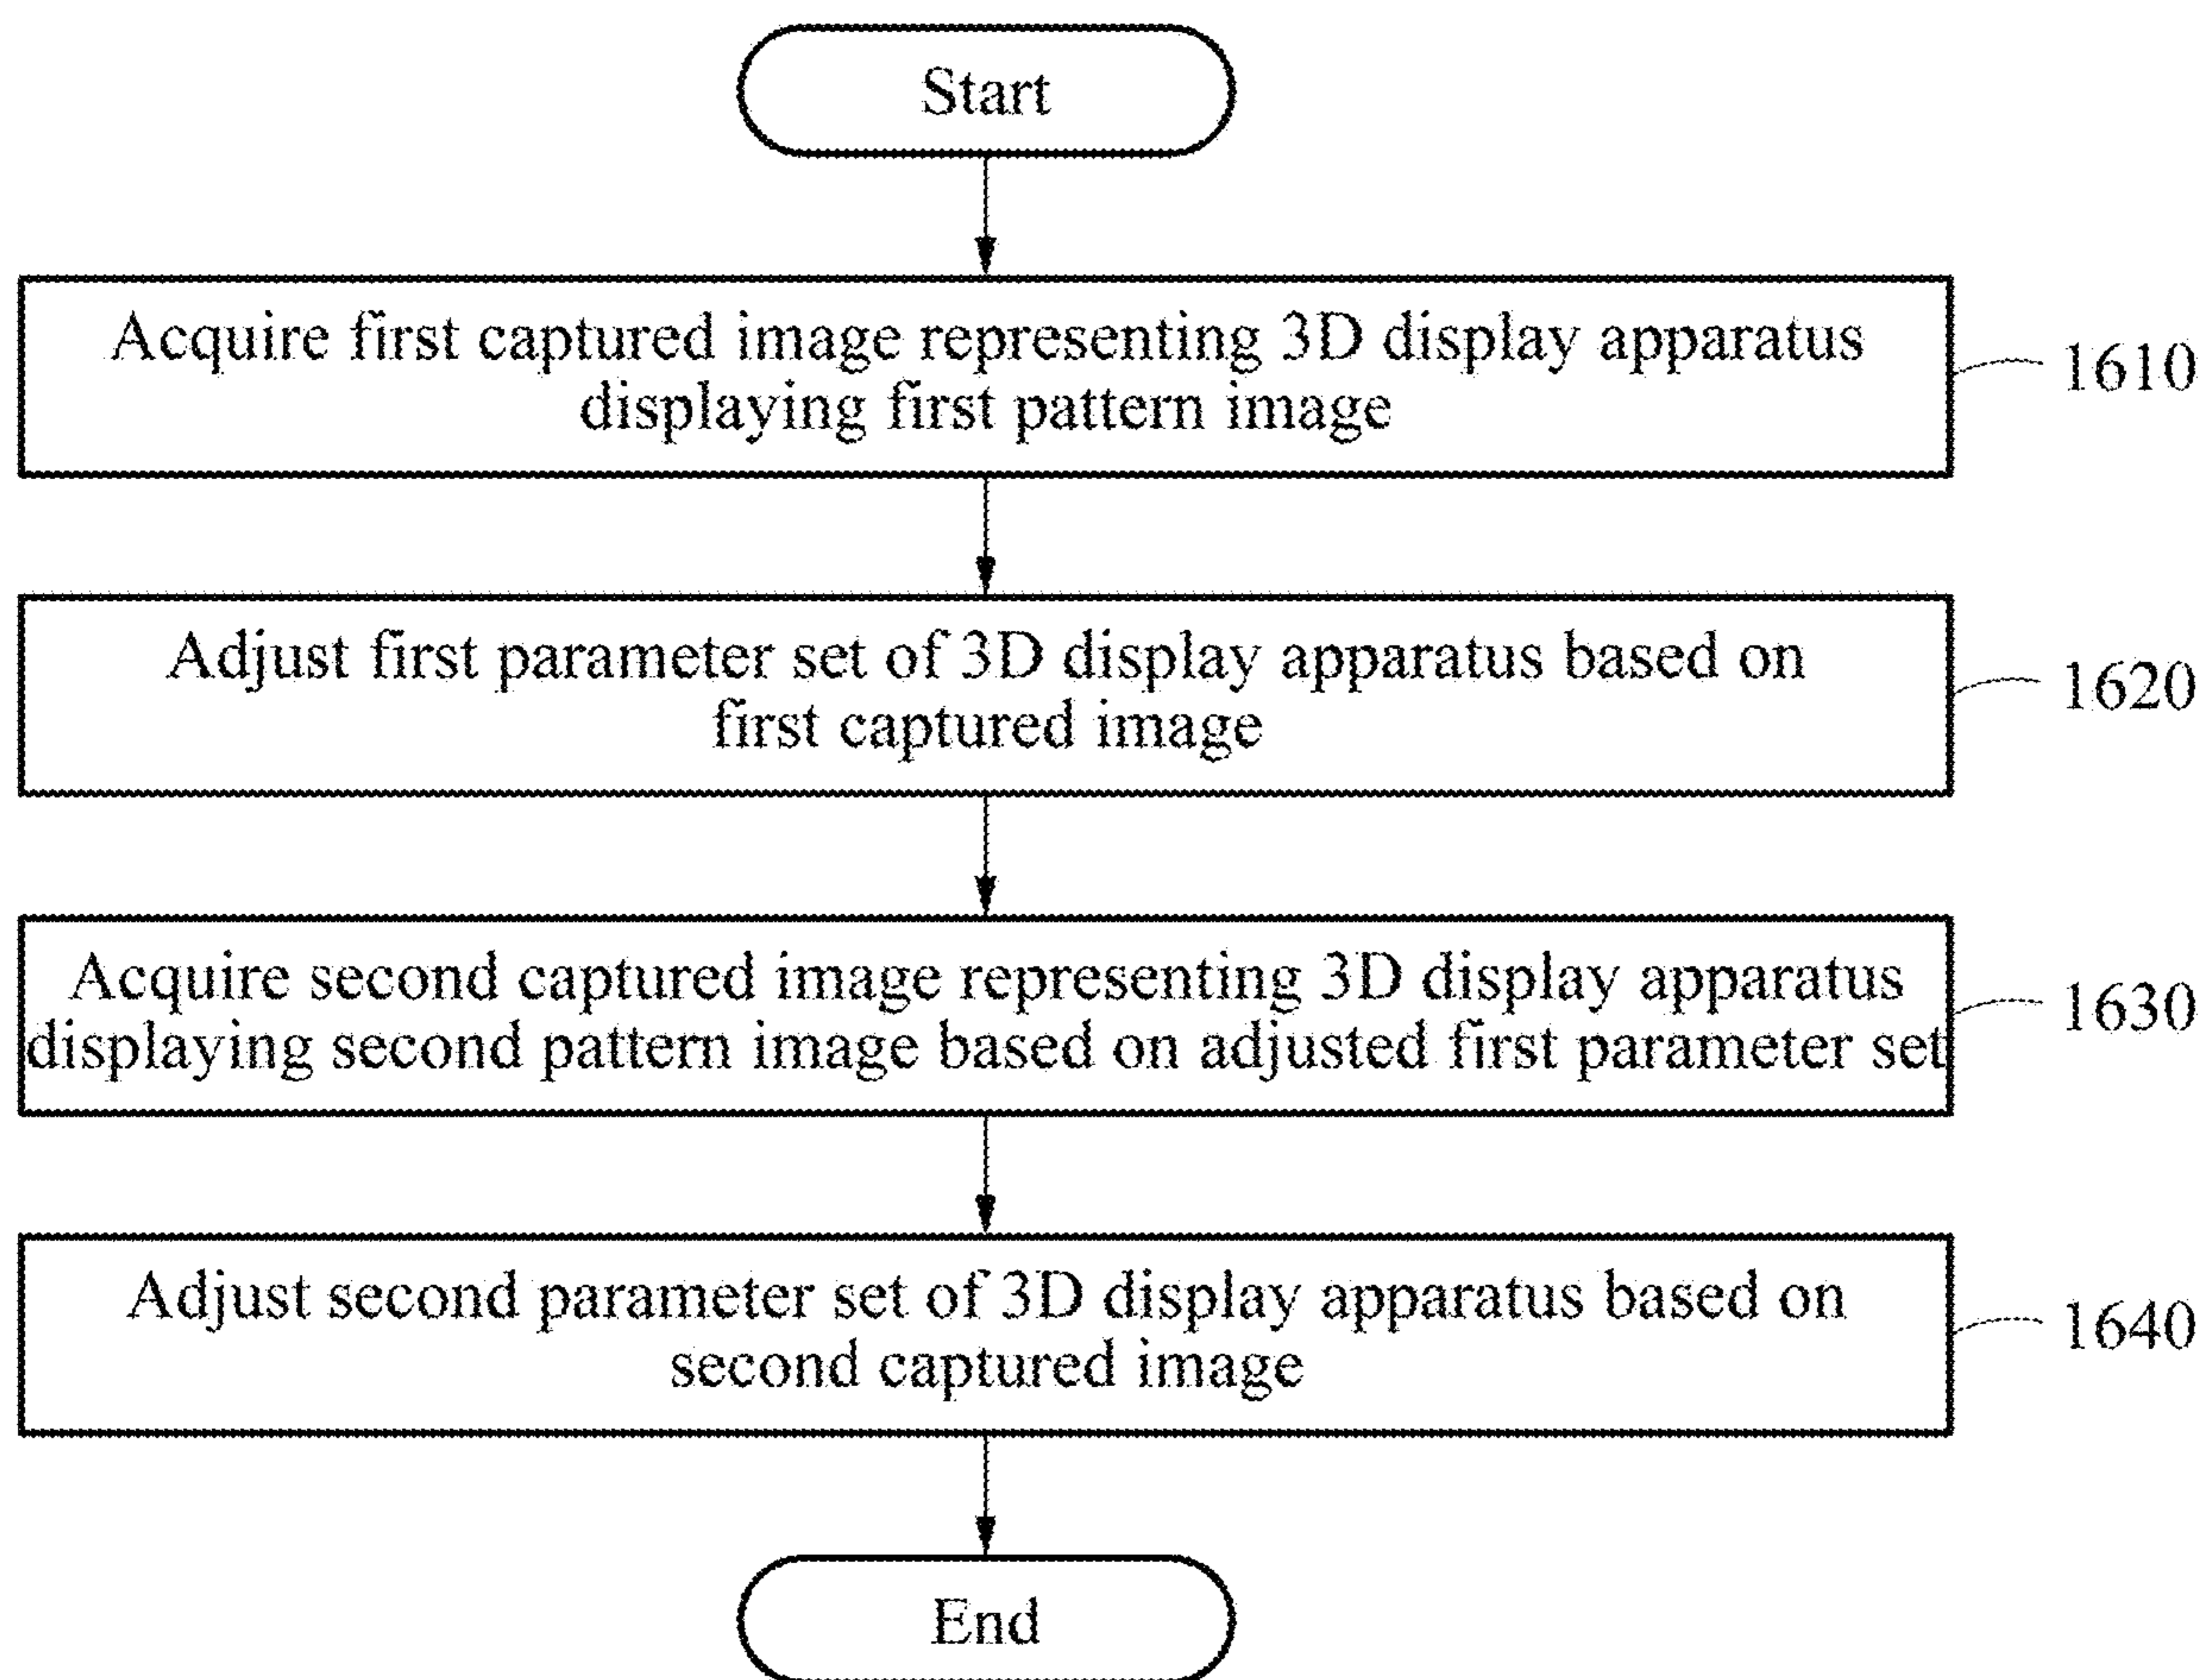 Start
Acquire first captured image representing 3D display apparatus
displaying first pattern image
1610
Adjust first parameter set of 3D display apparatus based on
first captured image
1620
Acquire second captured image representing 3D display apparatus
displaying second pattern image based on adjusted first parameter set
1630
Adjust second parameter set of 3D display apparatus based on
second captured image
1640
End